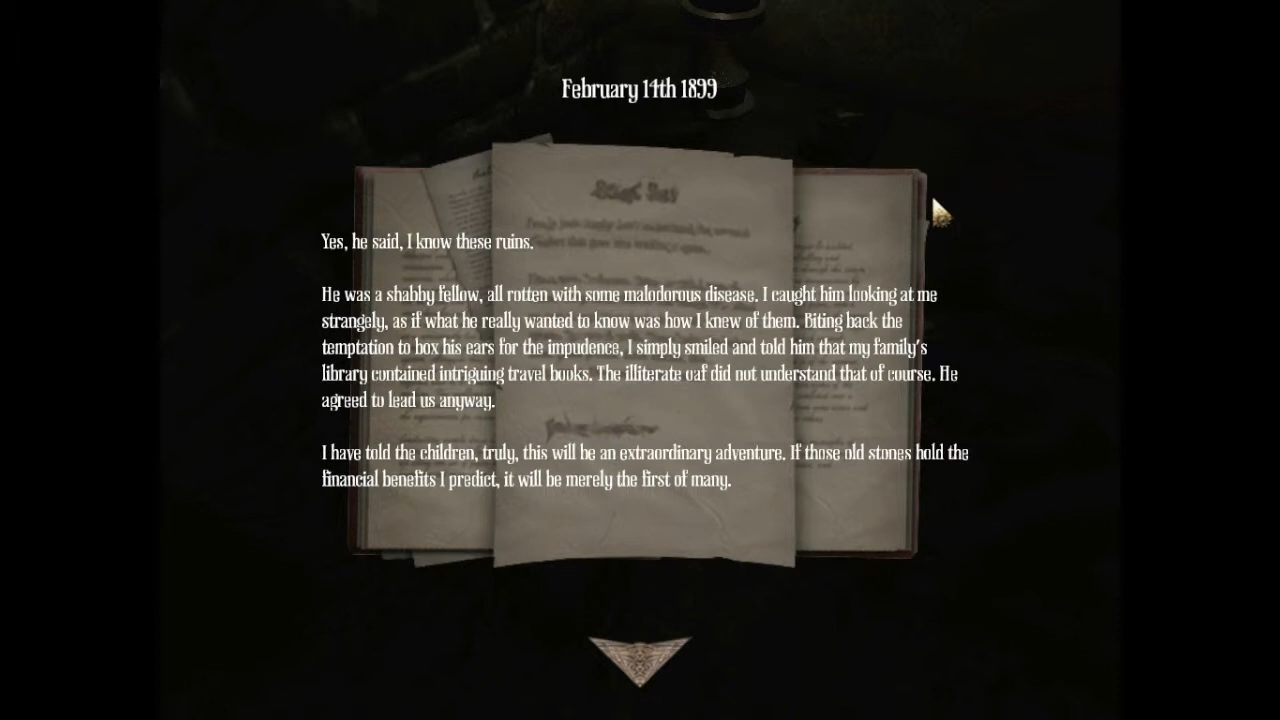 February 14th 1899
Yes, he said, I know these ruins.
He was a shabby fellow, all rotten with some malodorous disease. I caught him looking at me
strangely, as if what he really wanted to know was how I knew of them. Biting back the
temptation to box his ears for the impudence, I simply smiled and told him that my family's
library contained intriguing travel books. The illiterate oaf did not understand that of course. He
agreed to lead us anyway.
I have told the children, truly, this will be an extraordinary adventure. If those old stones hold the
financial benefits I predict, it will be merely the first of many.